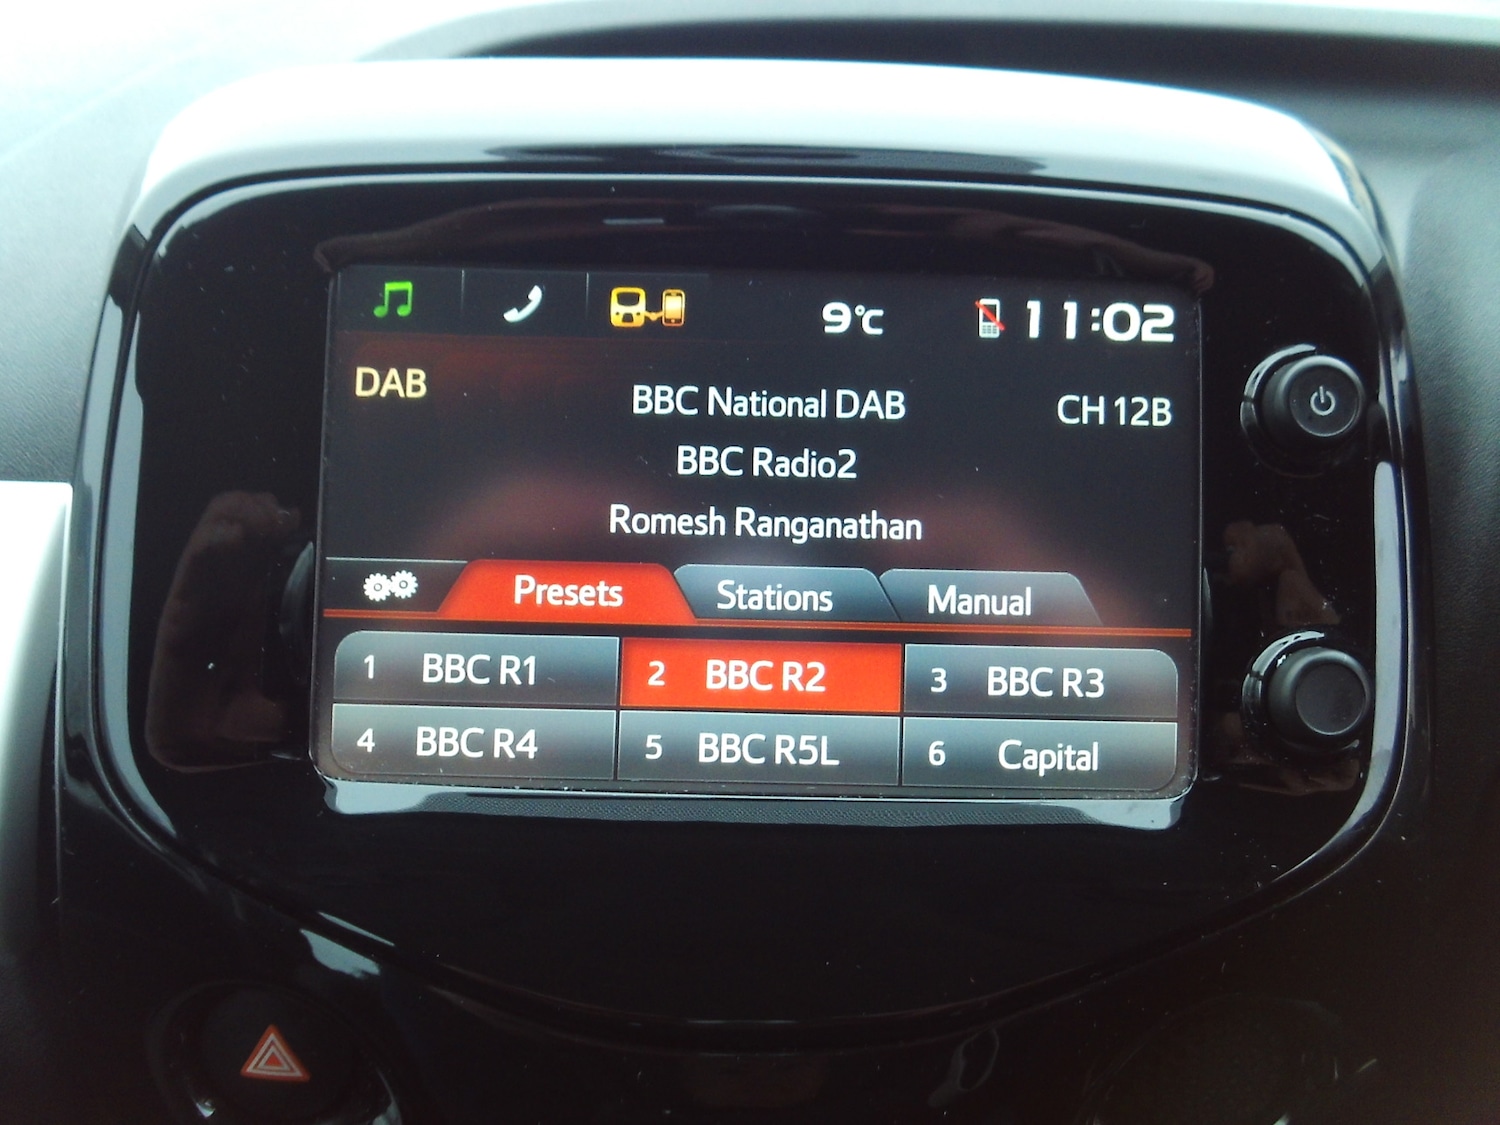 9°C 11:02
DAB
BBC National DAB
CH 12B
BBC Radio2
Romesh Ranganathan
Presets Stations Manual
1 BBC R1 2 BBC R2 3 BBC R3
4 BBC R4 5 BBC R5L 6 Capital